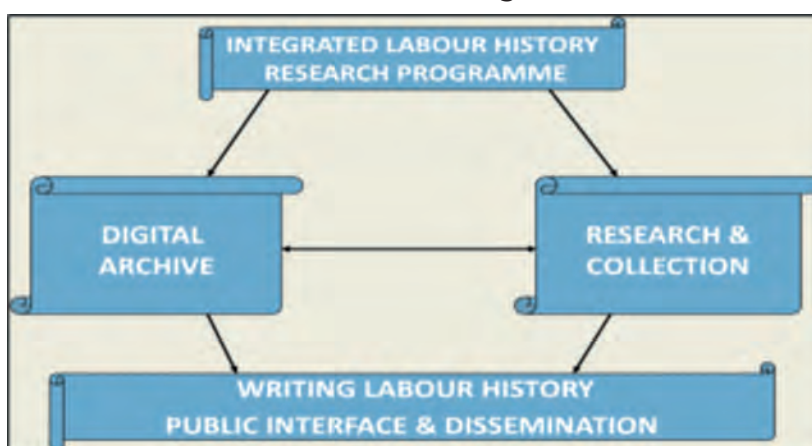 INTEGRATED LABOUR HISTORY
RESEARCH PROGRAMME
DIGITAL
ARCHIVE
RESEARCH &
COLLECTION
WRITING LABOUR HISTORY
PUBLIC INTERFACE & DISSEMINATION